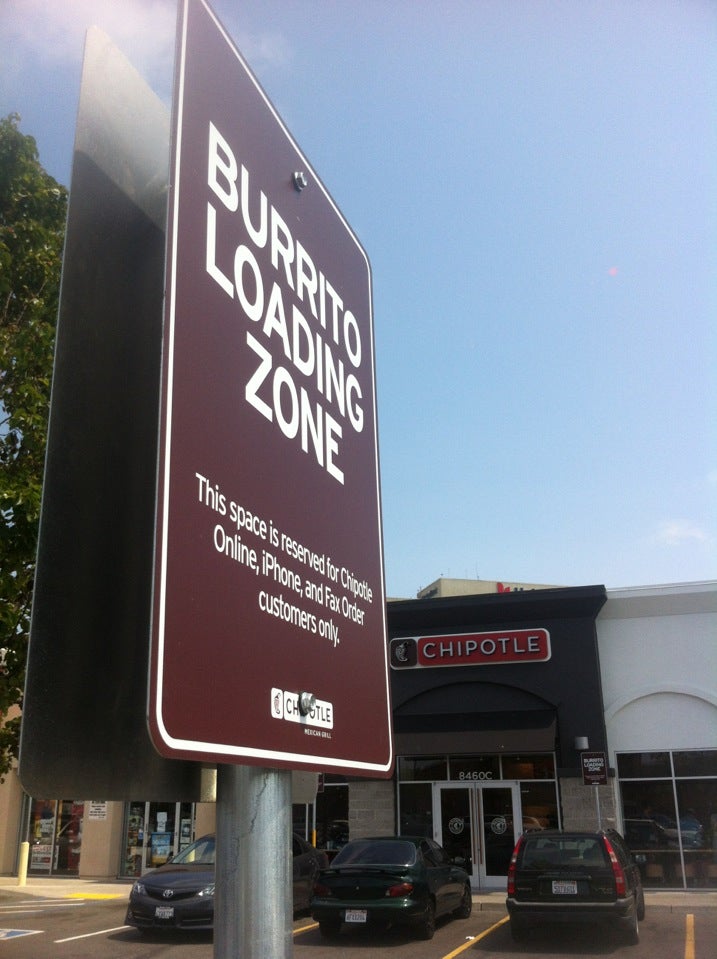 BURRITO
LOADING
ZONE
This space is reserved for Chipotle
Online, iPhone, and Fax Order
customers only.
MEXICAN GRILL
CHIPOTLE
8460C
BURRITO
LOADING
ZONE